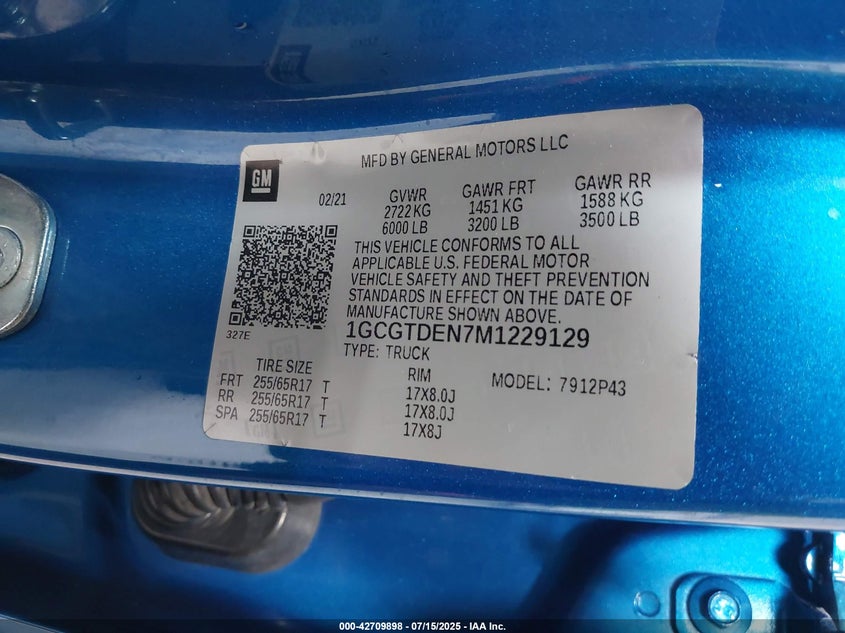 MFD BY GENERAL MOTORS LLC
GM
02/21
GVWR GAWR FRT GAWR RR
2722 KG 1451 KG 1588 KG
6000 LB 3200 LB 3500 LB
THIS VEHICLE CONFORMS TO ALL
APPLICABLE U.S. FEDERAL MOTOR
VEHICLE SAFETY AND THEFT PREVENTION
STANDARDS IN EFFECT ON THE DATE OF
MANUFACTURE SHOWN ABOVE.
327E
1GCGTDEN7M1229129
TYPE: TRUCK
TIRE SIZE RIM MODEL: 7912P43
FRT 255/65R17 T 17X8.0J
RR 255/65R17 T 17X8.0J
SPA 255/65R17 T 17X8J
000-42709898 - 07/15/2025 - IAA Inc.